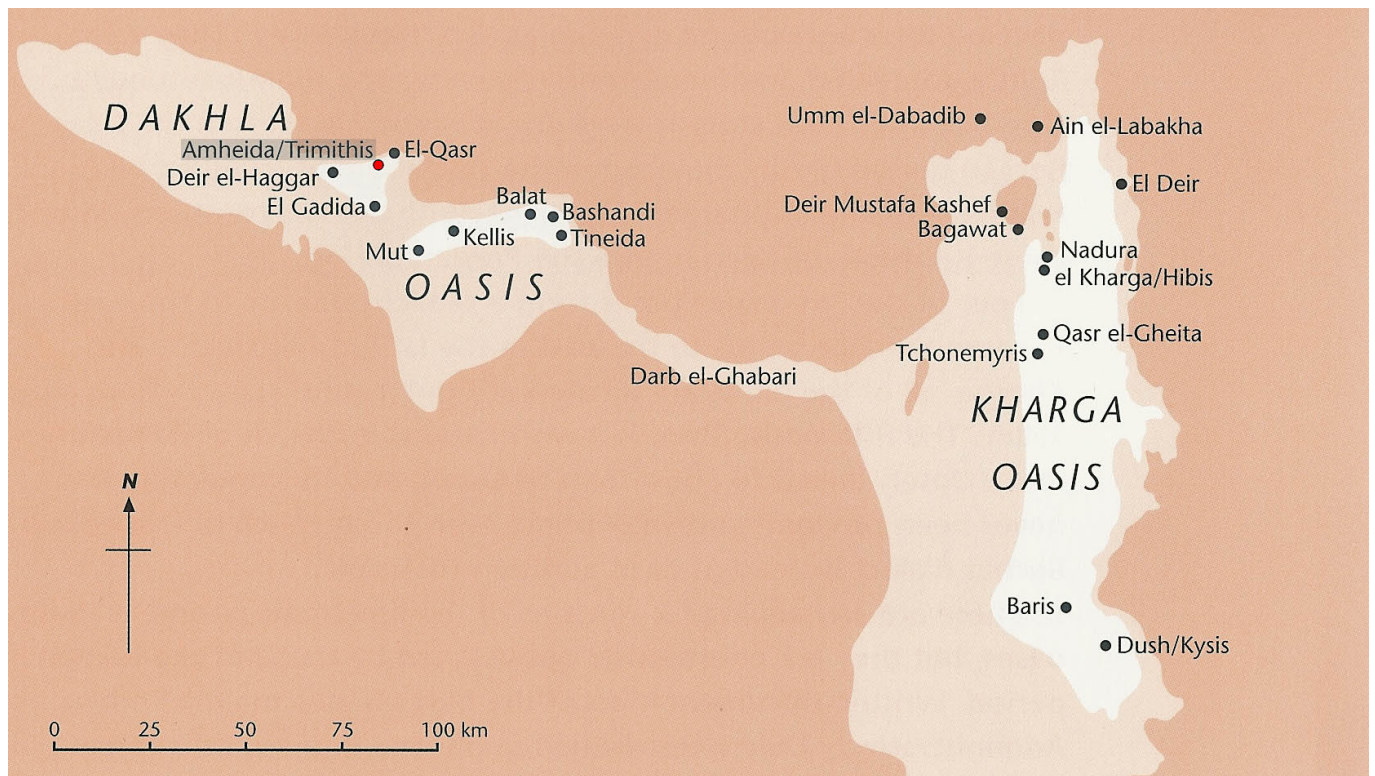 DAKHLA
Amheida/Trimithis
El-Qasr
Deir el-Haggar
El Gadida
Balat
Bashandi
Kellis
Tineida
Mut
OASIS
Darb el-Ghabari
Umm el-Dabadib
Ain el-Labakha
El Deir
Deir Mustafa Kashef
Bagawat
Nadura
el Kharga/Hibis
Qasr el-Gheita
Tchonemyris
KHARGA
OASIS
Baris
Dush/Kysis
N
0 25 50 75 100 km